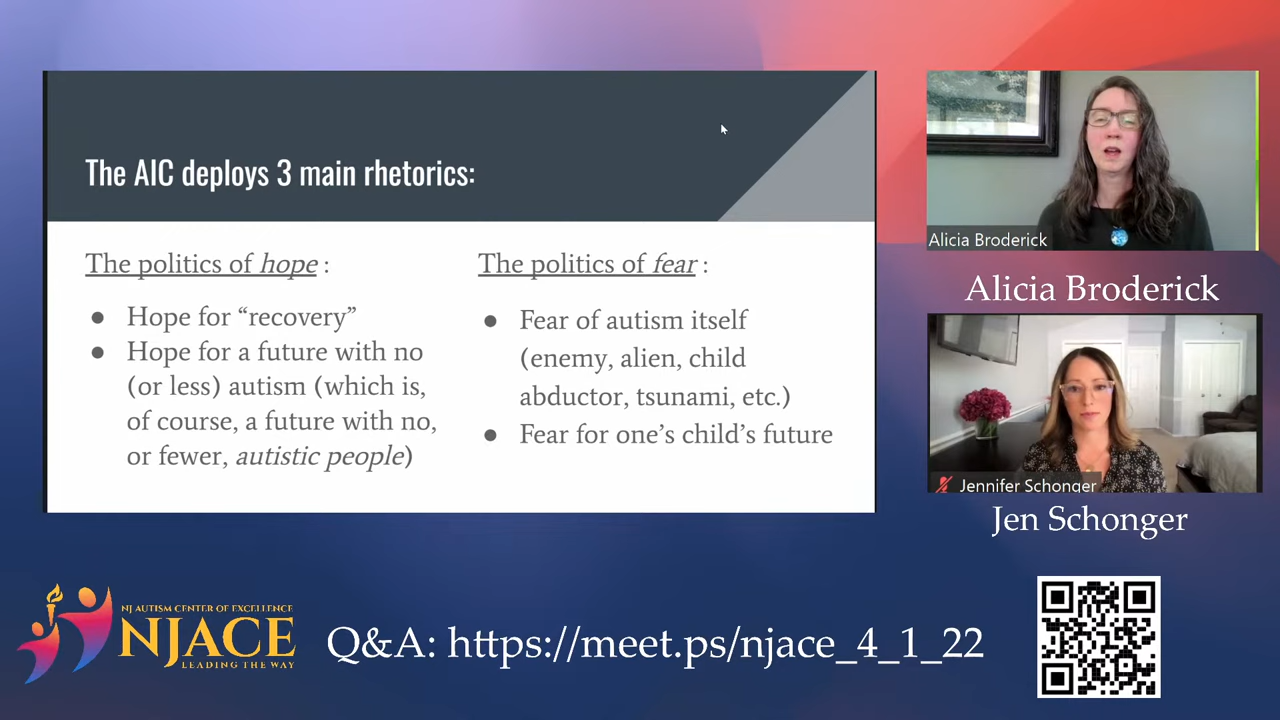 The AIC deploys 3 main rhetorics:
The politics of hope :
● Hope for “recovery”
● Hope for a future with no
(or less) autism (which is,
of course, a future with no,
or fewer, autistic people)
The politics of fear :
● Fear of autism itself
(enemy, alien, child
abductor, tsunami, etc.)
● Fear for one’s child’s future
Alicia Broderick
Alicia Broderick
Jennifer Schonger
Jen Schonger
NJ AUTISM CENTER OF EXCELLENCE
NJACE
LEADING THE WAY
Q&A: https://meet.ps/njace_4_1_22